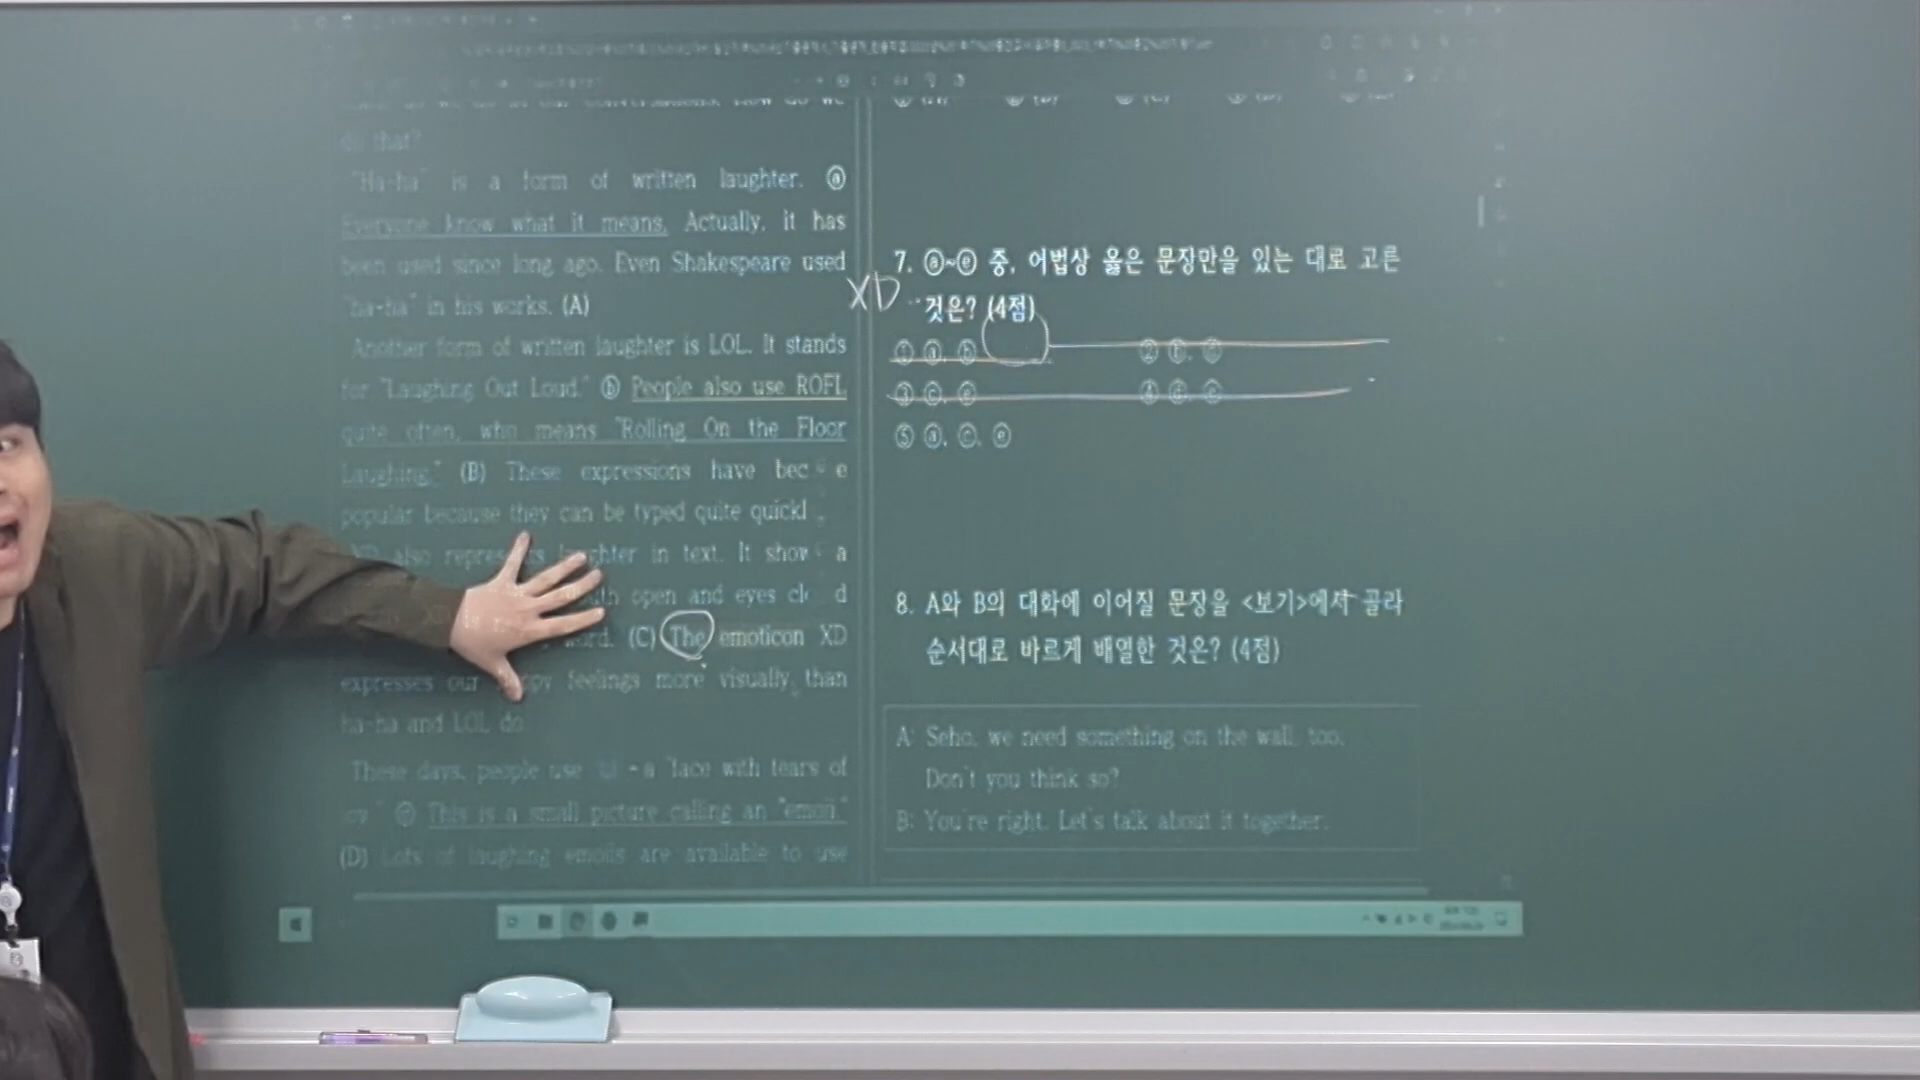 do that?
"Ha-ha" is a form of written laughter. ⓐ
Everyone know what it means. Actually, it has
been used since long ago. Even Shakespeare used
"ha-ha" in his works. (A)
Another form of written laughter is LOL. It stands
for "Laughing Out Loud." ⓑ People also use ROFL
quite often, who means "Rolling On the Floor
Laughing." (B) These expressions have bec e
popular because they can be typed quite quickl
XD also represents laughter in text. It show a
open and eyes cl d
word. (C) The emoticon XD
expresses our feelings more visually than
ha-ha and LOL do
These days, people use - a "face with tears of
joy" This is a small picture calling an "emoji."
(D) Lots of laughing emojis are available to use
XD
7. ⓐ~ⓔ 중, 어법상 옳은 문장만을 있는 대로 고른
것은? (4점)
① ⓐ, ⓑ ② ⓑ,
③ ⓒ, ⓔ ④ ⓓ, ⓔ
⑤ ⓐ, ⓒ, ⓔ
8. A와 B의 대화에 이어질 문장을 <보기>에서 골라
순서대로 바르게 배열한 것은? (4점)
A: Seho, we need something on the wall, too.
Don't you think so?
B: You're right. Let's talk about it together.